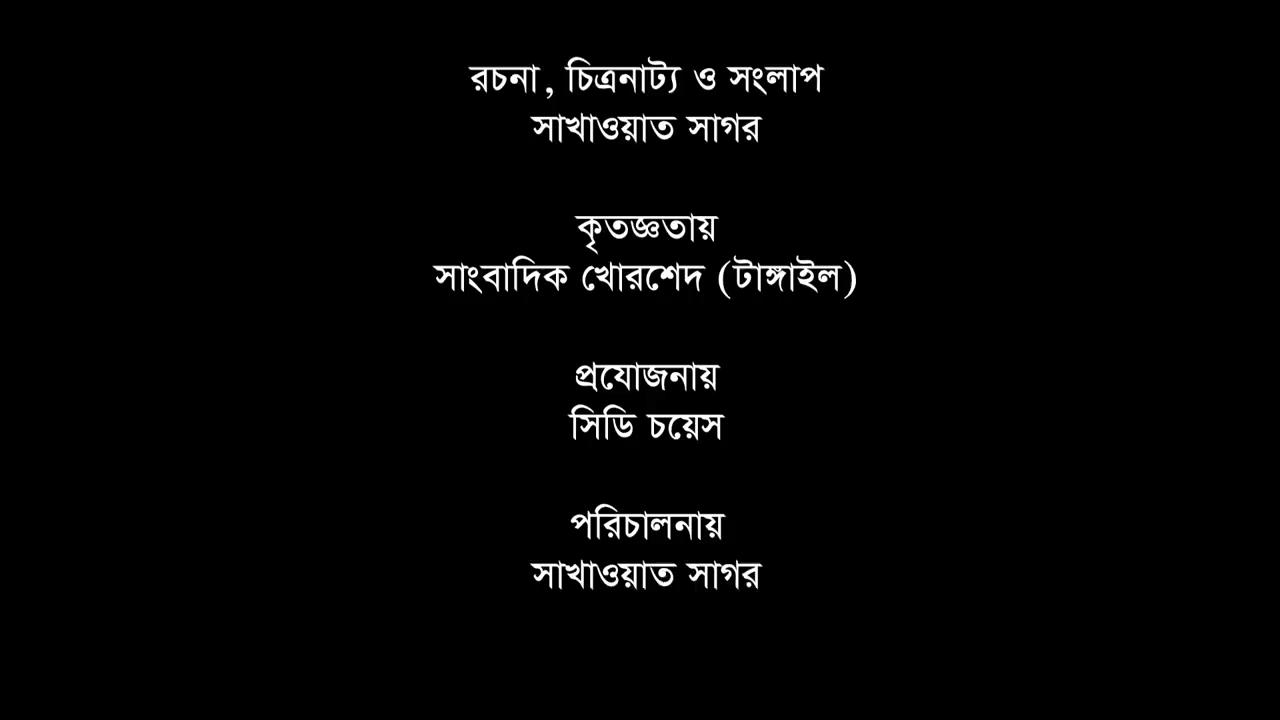 রচনা, চিত্রনাট্য ও সংলাপ
সাখাওয়াত সাগর
কৃতজ্ঞতায়
সাংবাদিক খোরশেদ (টাঙ্গাইল)
প্রযোজনায়
সিডি চয়েস
পরিচালনায়
সাখাওয়াত সাগর